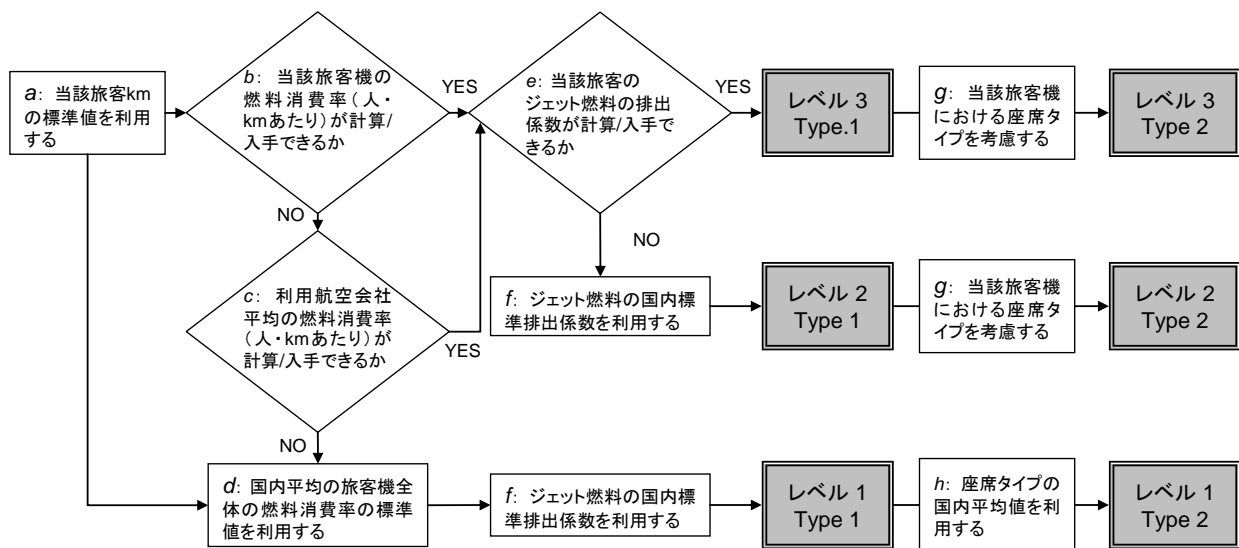 a: 当該旅客km
の標準値を利用
する
b: 当該旅客機の
燃料消費率(人・
kmあたり)が計算/
入手できるか
YES
NO
e: 当該旅客の
ジェット燃料の排出
係数が計算/入手で
きるか
YES
NO
レベル 3
Type.1
g: 当該旅客機
における座席タ
イプを考慮する
レベル 3
Type 2
c: 利用航空会社
平均の燃料消費率
(人・kmあたり)が
計算/入手できるか
YES
NO
f: ジェット燃料の国内標
準排出係数を利用する
レベル 2
Type 1
g: 当該旅客機
における座席タ
イプを考慮する
レベル 2
Type 2
d: 国内平均の旅客機全
体の燃料消費率の標準
値を利用する
f: ジェット燃料の国内標
準排出係数を利用する
レベル 1
Type 1
h: 座席タイプの
国内平均値を利
用する
レベル 1
Type 2